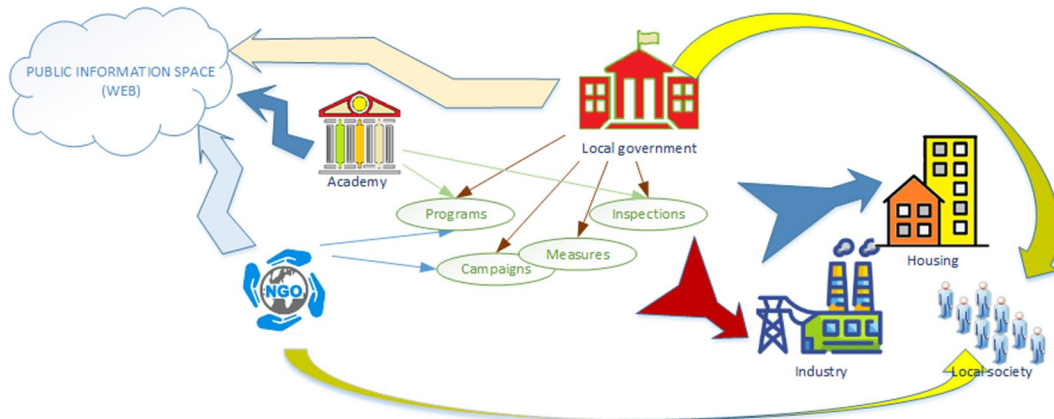 PUBLIC INFORMATION SPACE
(WEB)
Academy
Local government
Programs
Inspections
Campaigns
Measures
NGO
Housing
Industry
Local society